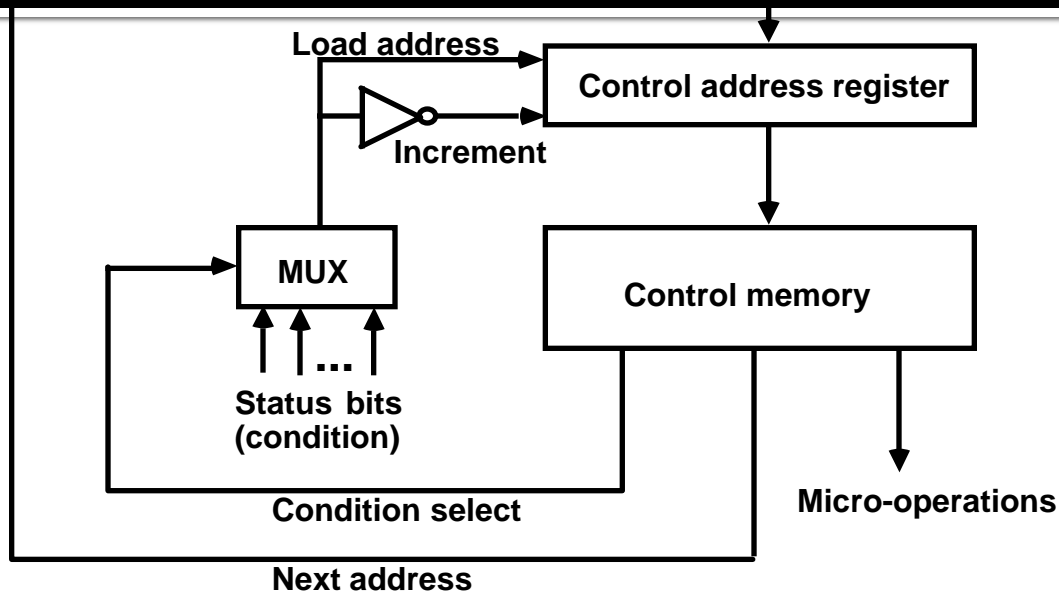 Load address
Control address register
Increment
MUX
Control memory
...
Status bits
(condition)
Micro-operations
Condition select
Next address